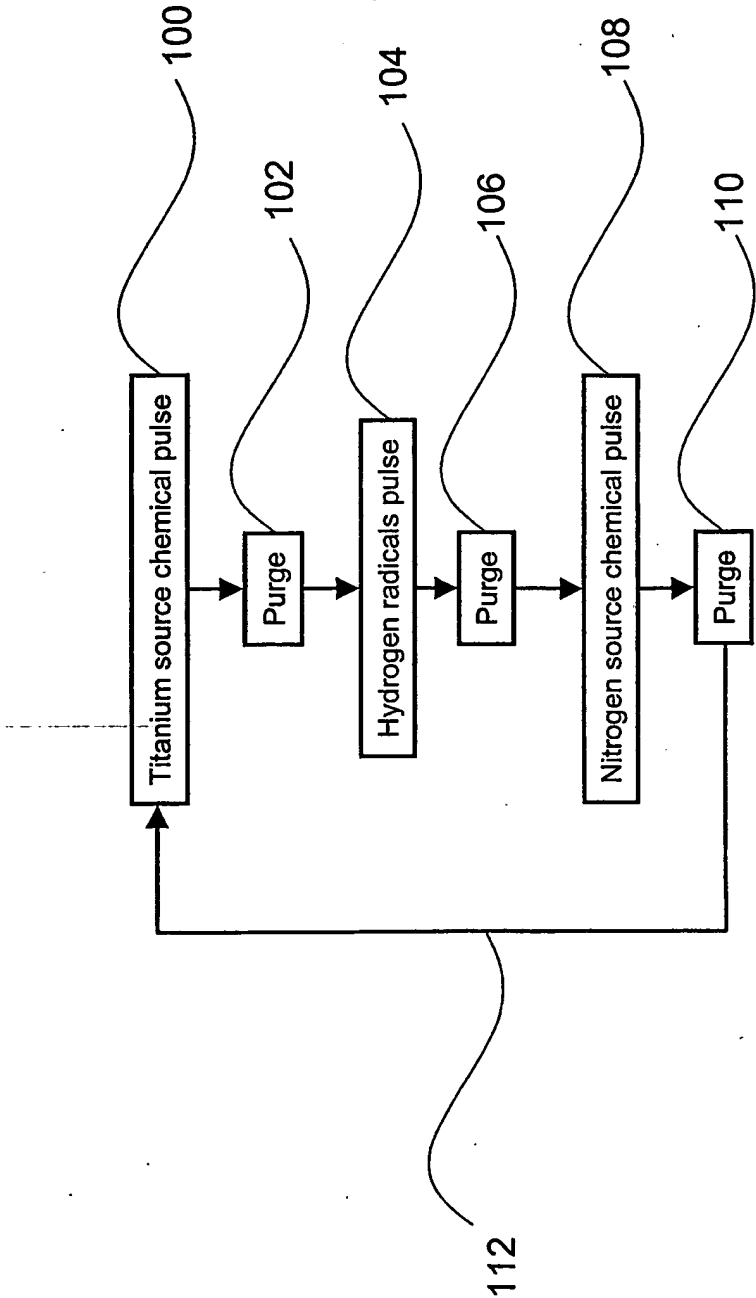 Titanium source chemical pulse
100
Purge
102
Hydrogen radicals pulse
104
Purge
106
Nitrogen source chemical pulse
108
Purge
110
112